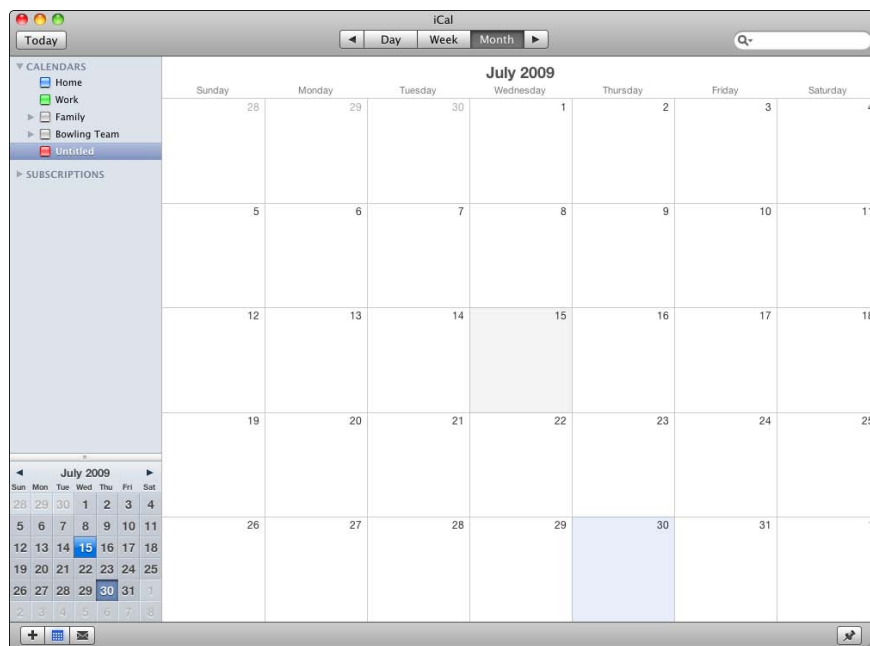 iCal
Today
Day Week Month
CALENDARS
Home
Work
Family
Bowling Team
Untitled
SUBSCRIPTIONS
July 2009
Sunday Monday Tuesday Wednesday Thursday Friday Saturday
28 29 30 1 2 3 4
5 6 7 8 9 10 11
12 13 14 15 16 17 18
19 20 21 22 23 24 25
26 27 28 29 30 31 1
July 2009
Sun Mon Tue Wed Thu Fri Sat
28 29 30 1 2 3 4
5 6 7 8 9 10 11
12 13 14 15 16 17 18
19 20 21 22 23 24 25
26 27 28 29 30 31 1
2 3 4 5 6 7 8